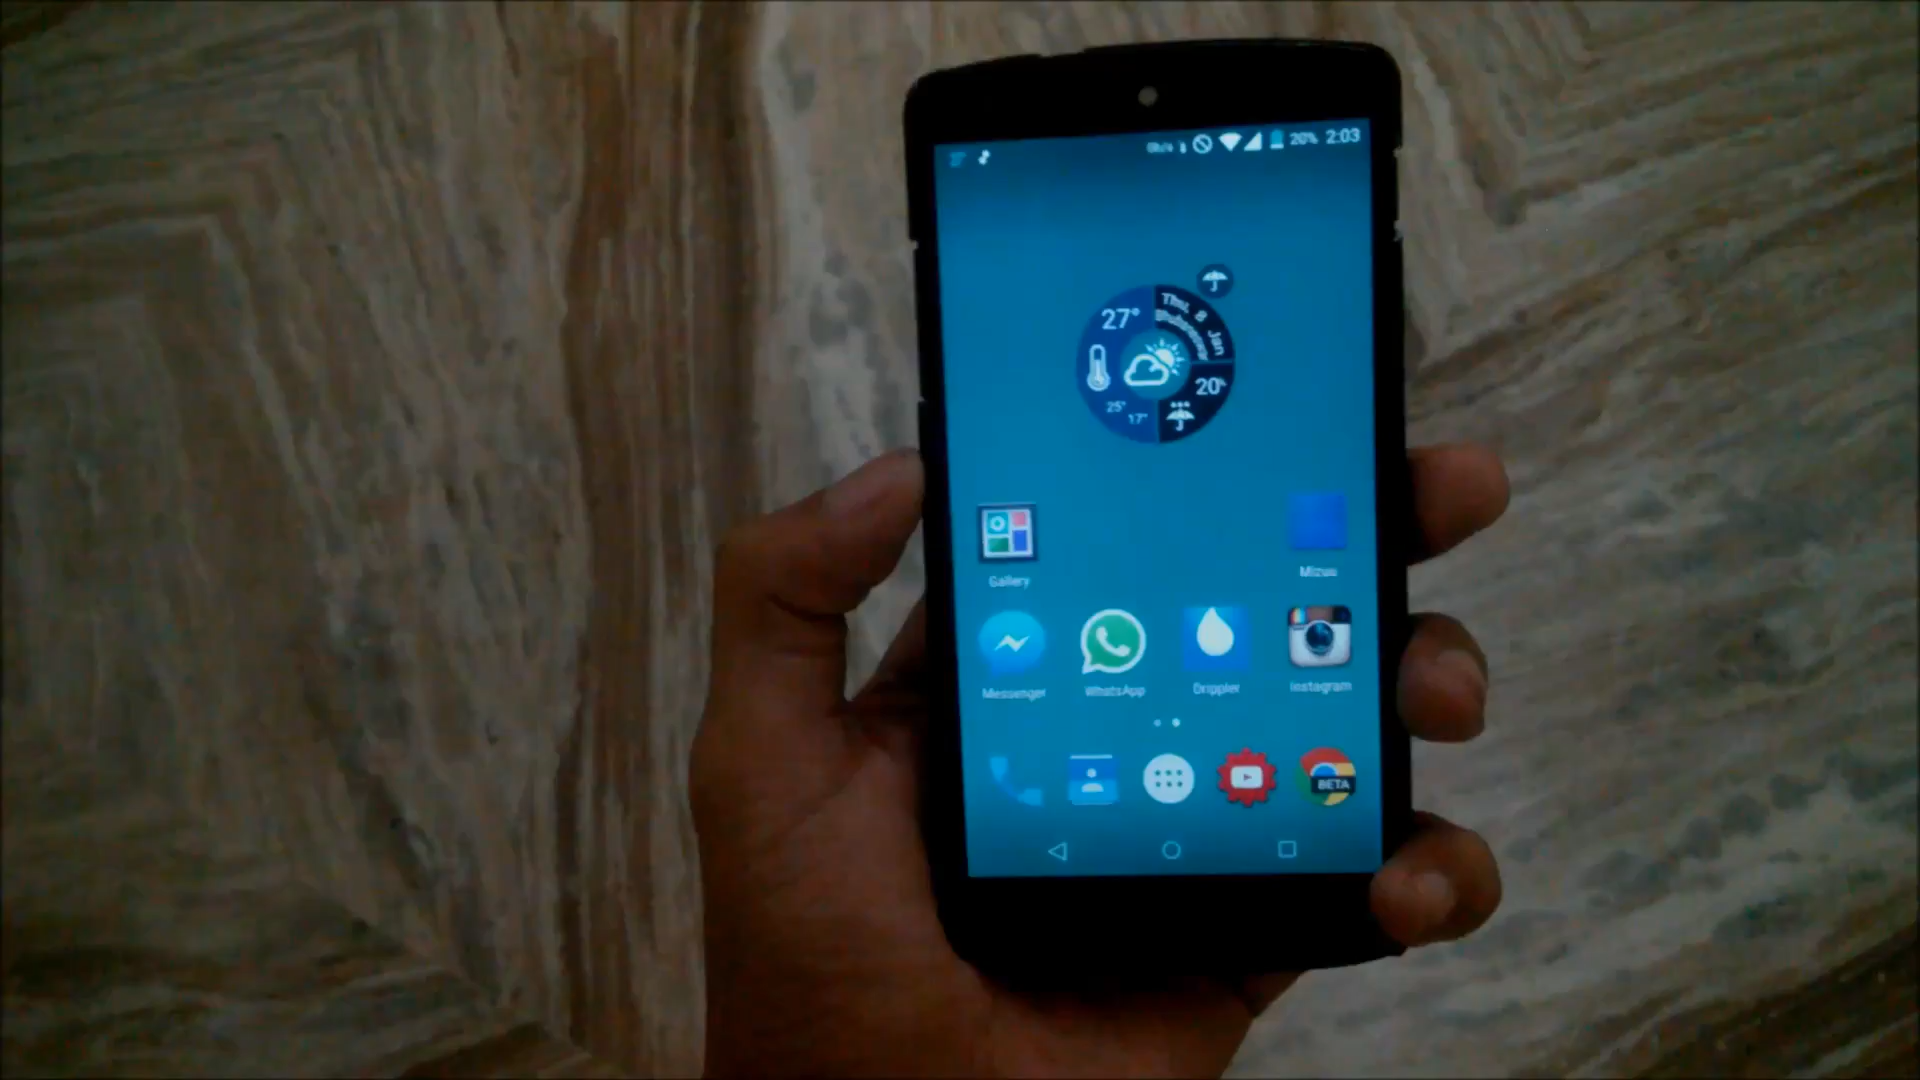 20% 2:03
27°
Thu, 8 Jan
20%
25°
17°
Gallery
Mizuu
Messenger
WhatsApp
Drippler
Instagram
BETA